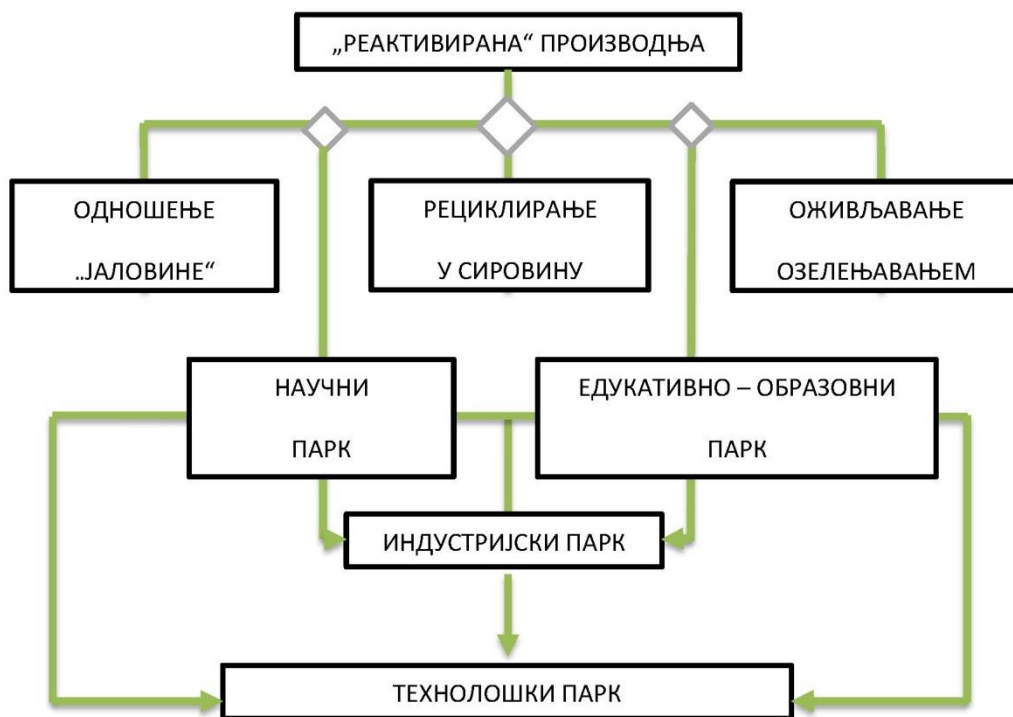 „РЕАКТИВИРАНА“ ПРОИЗВОДЊА
ОДНОШЕЊЕ
„ЈАЛОВИНЕ“
РЕЦИКЛИРАЊЕ
У СИРОВИНУ
ОЖИВЉАВАЊЕ
ОЗЕЛЕЊАВАЊЕМ
НАУЧНИ
ПАРК
ЕДУКАТИВНО – ОБРАЗОВНИ
ПАРК
ИНДУСТРИЈСКИ ПАРК
ТЕХНОЛОШКИ ПАРК